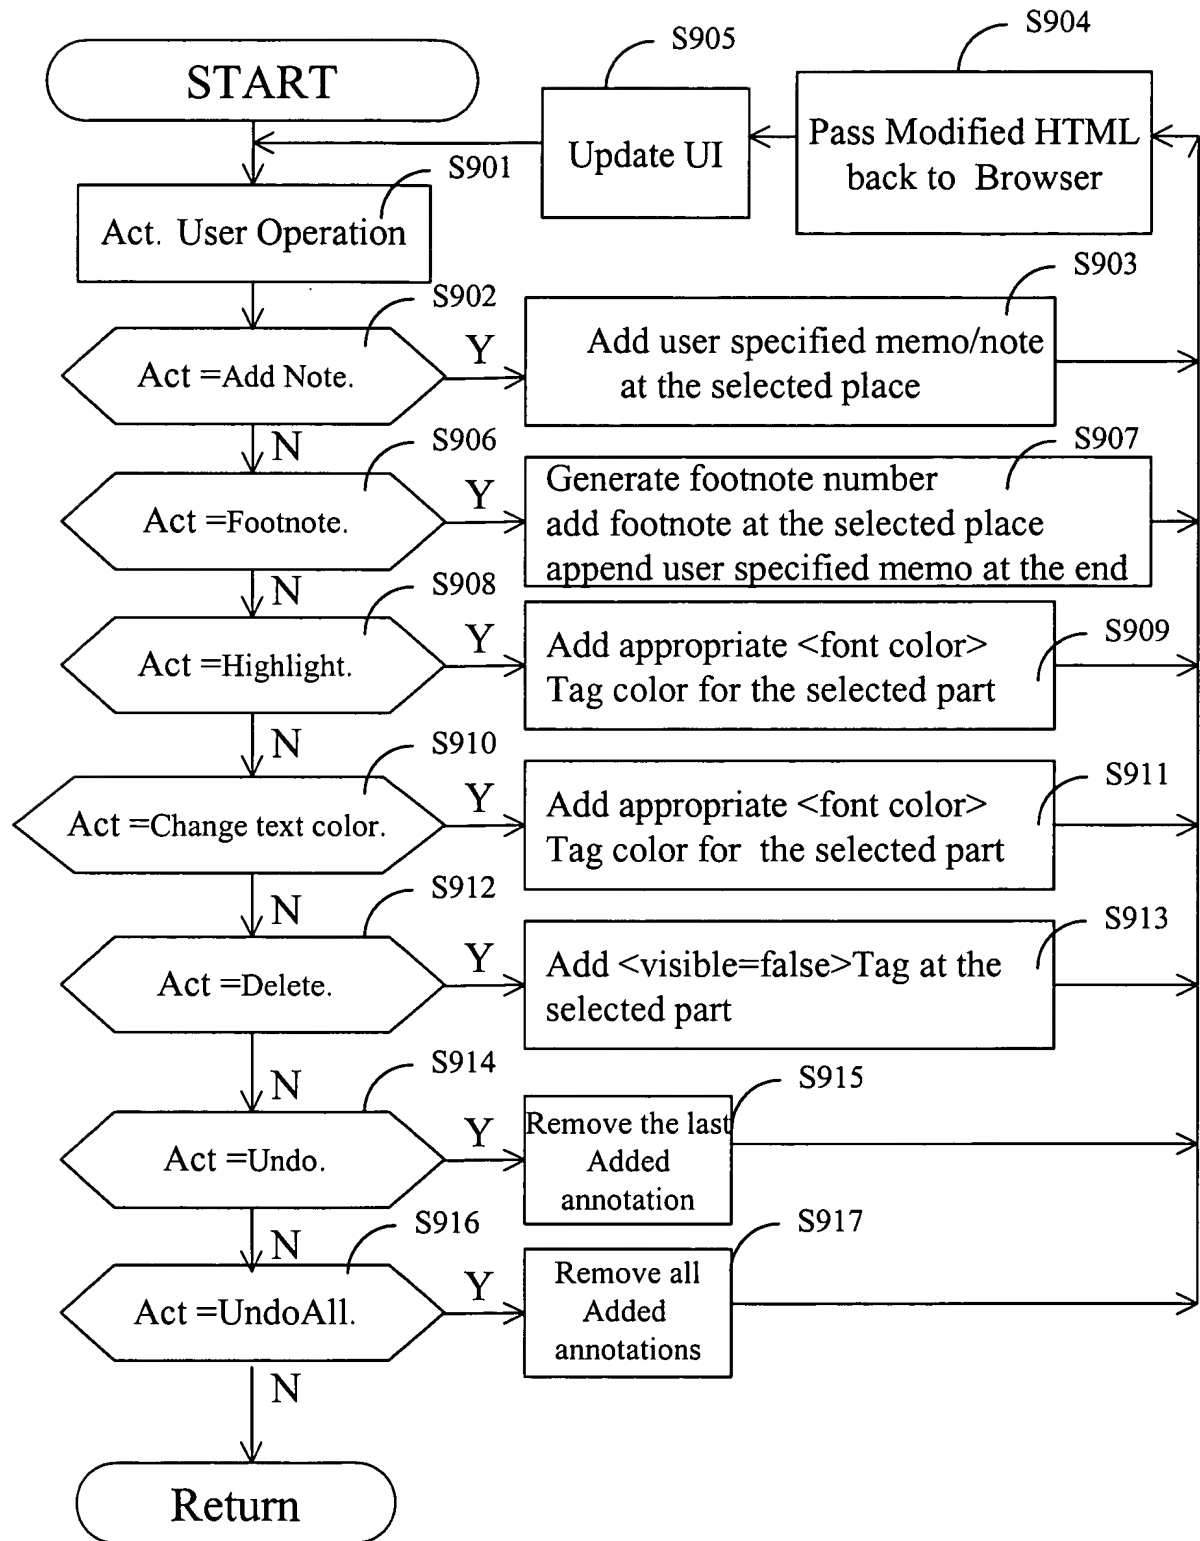 S904
S905
START
Pass Modified HTML
back to Browser
Update UI
S901
Act. User Operation
S903
S902
Add user specified memo/note
at the selected place
Y
Act =Add Note.
N
S906
S907
Generate footnote number
add footnote at the selected place
append user specified memo at the end
Y
Act =Footnote.
N
S908
S909
Add appropriate <font color>
Tag color for the selected part
Y
Act =Highlight.
N
S910
S911
Add appropriate <font color>
Tag color for the selected part
Y
Act =Change text color.
N
S912
S913
Add <visible=false>Tag at the
selected part
Y
Act =Delete.
N
S914
S915
Remove the last
Added
annotation
Y
Act =Undo.
N
S916
S917
Remove all
Added
annotations
Y
Act =UndoAll.
N
Return